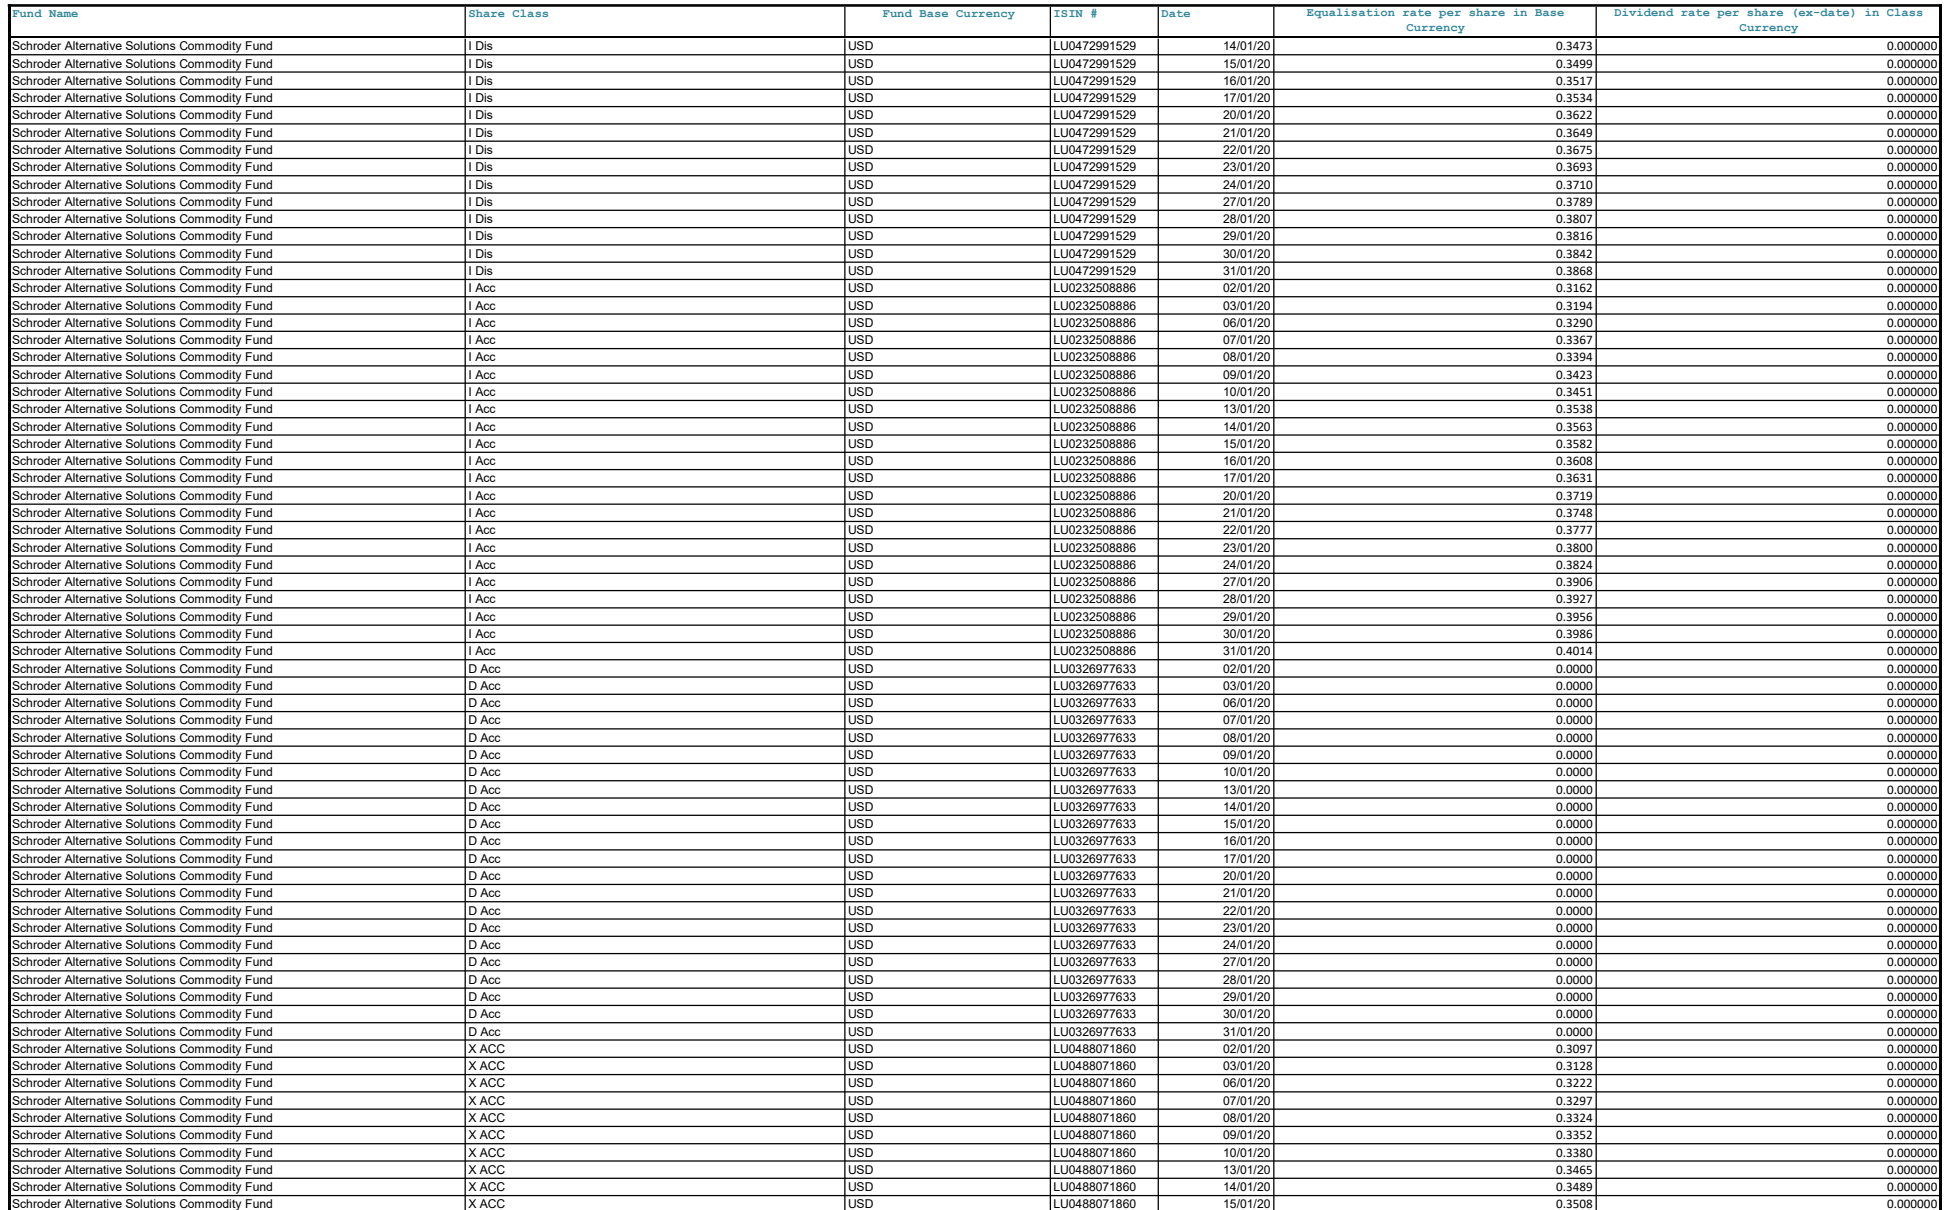 Fund Name Share Class Fund Base Currency ISIN # Date Equalisation rate per share in Base Currency Dividend rate per share (ex-date) in Class Currency
Schroder Alternative Solutions Commodity Fund I Dis USD LU0472991529 14/01/20 0.3473 0.000000
Schroder Alternative Solutions Commodity Fund I Dis USD LU0472991529 15/01/20 0.3499 0.000000
Schroder Alternative Solutions Commodity Fund I Dis USD LU0472991529 16/01/20 0.3517 0.000000
Schroder Alternative Solutions Commodity Fund I Dis USD LU0472991529 17/01/20 0.3534 0.000000
Schroder Alternative Solutions Commodity Fund I Dis USD LU0472991529 20/01/20 0.3622 0.000000
Schroder Alternative Solutions Commodity Fund I Dis USD LU0472991529 21/01/20 0.3649 0.000000
Schroder Alternative Solutions Commodity Fund I Dis USD LU0472991529 22/01/20 0.3675 0.000000
Schroder Alternative Solutions Commodity Fund I Dis USD LU0472991529 23/01/20 0.3693 0.000000
Schroder Alternative Solutions Commodity Fund I Dis USD LU0472991529 24/01/20 0.3710 0.000000
Schroder Alternative Solutions Commodity Fund I Dis USD LU0472991529 27/01/20 0.3789 0.000000
Schroder Alternative Solutions Commodity Fund I Dis USD LU0472991529 28/01/20 0.3807 0.000000
Schroder Alternative Solutions Commodity Fund I Dis USD LU0472991529 29/01/20 0.3816 0.000000
Schroder Alternative Solutions Commodity Fund I Dis USD LU0472991529 30/01/20 0.3842 0.000000
Schroder Alternative Solutions Commodity Fund I Dis USD LU0472991529 31/01/20 0.3868 0.000000
Schroder Alternative Solutions Commodity Fund I Acc USD LU0232508886 02/01/20 0.3162 0.000000
Schroder Alternative Solutions Commodity Fund I Acc USD LU0232508886 03/01/20 0.3194 0.000000
Schroder Alternative Solutions Commodity Fund I Acc USD LU0232508886 06/01/20 0.3290 0.000000
Schroder Alternative Solutions Commodity Fund I Acc USD LU0232508886 07/01/20 0.3367 0.000000
Schroder Alternative Solutions Commodity Fund I Acc USD LU0232508886 08/01/20 0.3394 0.000000
Schroder Alternative Solutions Commodity Fund I Acc USD LU0232508886 09/01/20 0.3423 0.000000
Schroder Alternative Solutions Commodity Fund I Acc USD LU0232508886 10/01/20 0.3451 0.000000
Schroder Alternative Solutions Commodity Fund I Acc USD LU0232508886 13/01/20 0.3538 0.000000
Schroder Alternative Solutions Commodity Fund I Acc USD LU0232508886 14/01/20 0.3563 0.000000
Schroder Alternative Solutions Commodity Fund I Acc USD LU0232508886 15/01/20 0.3582 0.000000
Schroder Alternative Solutions Commodity Fund I Acc USD LU0232508886 16/01/20 0.3608 0.000000
Schroder Alternative Solutions Commodity Fund I Acc USD LU0232508886 17/01/20 0.3631 0.000000
Schroder Alternative Solutions Commodity Fund I Acc USD LU0232508886 20/01/20 0.3719 0.000000
Schroder Alternative Solutions Commodity Fund I Acc USD LU0232508886 21/01/20 0.3748 0.000000
Schroder Alternative Solutions Commodity Fund I Acc USD LU0232508886 22/01/20 0.3777 0.000000
Schroder Alternative Solutions Commodity Fund I Acc USD LU0232508886 23/01/20 0.3800 0.000000
Schroder Alternative Solutions Commodity Fund I Acc USD LU0232508886 24/01/20 0.3824 0.000000
Schroder Alternative Solutions Commodity Fund I Acc USD LU0232508886 27/01/20 0.3906 0.000000
Schroder Alternative Solutions Commodity Fund I Acc USD LU0232508886 28/01/20 0.3927 0.000000
Schroder Alternative Solutions Commodity Fund I Acc USD LU0232508886 29/01/20 0.3956 0.000000
Schroder Alternative Solutions Commodity Fund I Acc USD LU0232508886 30/01/20 0.3986 0.000000
Schroder Alternative Solutions Commodity Fund I Acc USD LU0232508886 31/01/20 0.4014 0.000000
Schroder Alternative Solutions Commodity Fund D Acc USD LU0326977633 02/01/20 0.0000 0.000000
Schroder Alternative Solutions Commodity Fund D Acc USD LU0326977633 03/01/20 0.0000 0.000000
Schroder Alternative Solutions Commodity Fund D Acc USD LU0326977633 06/01/20 0.0000 0.000000
Schroder Alternative Solutions Commodity Fund D Acc USD LU0326977633 07/01/20 0.0000 0.000000
Schroder Alternative Solutions Commodity Fund D Acc USD LU0326977633 08/01/20 0.0000 0.000000
Schroder Alternative Solutions Commodity Fund D Acc USD LU0326977633 09/01/20 0.0000 0.000000
Schroder Alternative Solutions Commodity Fund D Acc USD LU0326977633 10/01/20 0.0000 0.000000
Schroder Alternative Solutions Commodity Fund D Acc USD LU0326977633 13/01/20 0.0000 0.000000
Schroder Alternative Solutions Commodity Fund D Acc USD LU0326977633 14/01/20 0.0000 0.000000
Schroder Alternative Solutions Commodity Fund D Acc USD LU0326977633 15/01/20 0.0000 0.000000
Schroder Alternative Solutions Commodity Fund D Acc USD LU0326977633 16/01/20 0.0000 0.000000
Schroder Alternative Solutions Commodity Fund D Acc USD LU0326977633 17/01/20 0.0000 0.000000
Schroder Alternative Solutions Commodity Fund D Acc USD LU0326977633 20/01/20 0.0000 0.000000
Schroder Alternative Solutions Commodity Fund D Acc USD LU0326977633 21/01/20 0.0000 0.000000
Schroder Alternative Solutions Commodity Fund D Acc USD LU0326977633 22/01/20 0.0000 0.000000
Schroder Alternative Solutions Commodity Fund D Acc USD LU0326977633 23/01/20 0.0000 0.000000
Schroder Alternative Solutions Commodity Fund D Acc USD LU0326977633 24/01/20 0.0000 0.000000
Schroder Alternative Solutions Commodity Fund D Acc USD LU0326977633 27/01/20 0.0000 0.000000
Schroder Alternative Solutions Commodity Fund D Acc USD LU0326977633 28/01/20 0.0000 0.000000
Schroder Alternative Solutions Commodity Fund D Acc USD LU0326977633 29/01/20 0.0000 0.000000
Schroder Alternative Solutions Commodity Fund D Acc USD LU0326977633 30/01/20 0.0000 0.000000
Schroder Alternative Solutions Commodity Fund D Acc USD LU0326977633 31/01/20 0.0000 0.000000
Schroder Alternative Solutions Commodity Fund X ACC USD LU0488071860 02/01/20 0.3097 0.000000
Schroder Alternative Solutions Commodity Fund X ACC USD LU0488071860 03/01/20 0.3128 0.000000
Schroder Alternative Solutions Commodity Fund X ACC USD LU0488071860 06/01/20 0.3222 0.000000
Schroder Alternative Solutions Commodity Fund X ACC USD LU0488071860 07/01/20 0.3297 0.000000
Schroder Alternative Solutions Commodity Fund X ACC USD LU0488071860 08/01/20 0.3324 0.000000
Schroder Alternative Solutions Commodity Fund X ACC USD LU0488071860 09/01/20 0.3352 0.000000
Schroder Alternative Solutions Commodity Fund X ACC USD LU0488071860 10/01/20 0.3380 0.000000
Schroder Alternative Solutions Commodity Fund X ACC USD LU0488071860 13/01/20 0.3465 0.000000
Schroder Alternative Solutions Commodity Fund X ACC USD LU0488071860 14/01/20 0.3489 0.000000
Schroder Alternative Solutions Commodity Fund X ACC USD LU0488071860 15/01/20 0.3508 0.000000